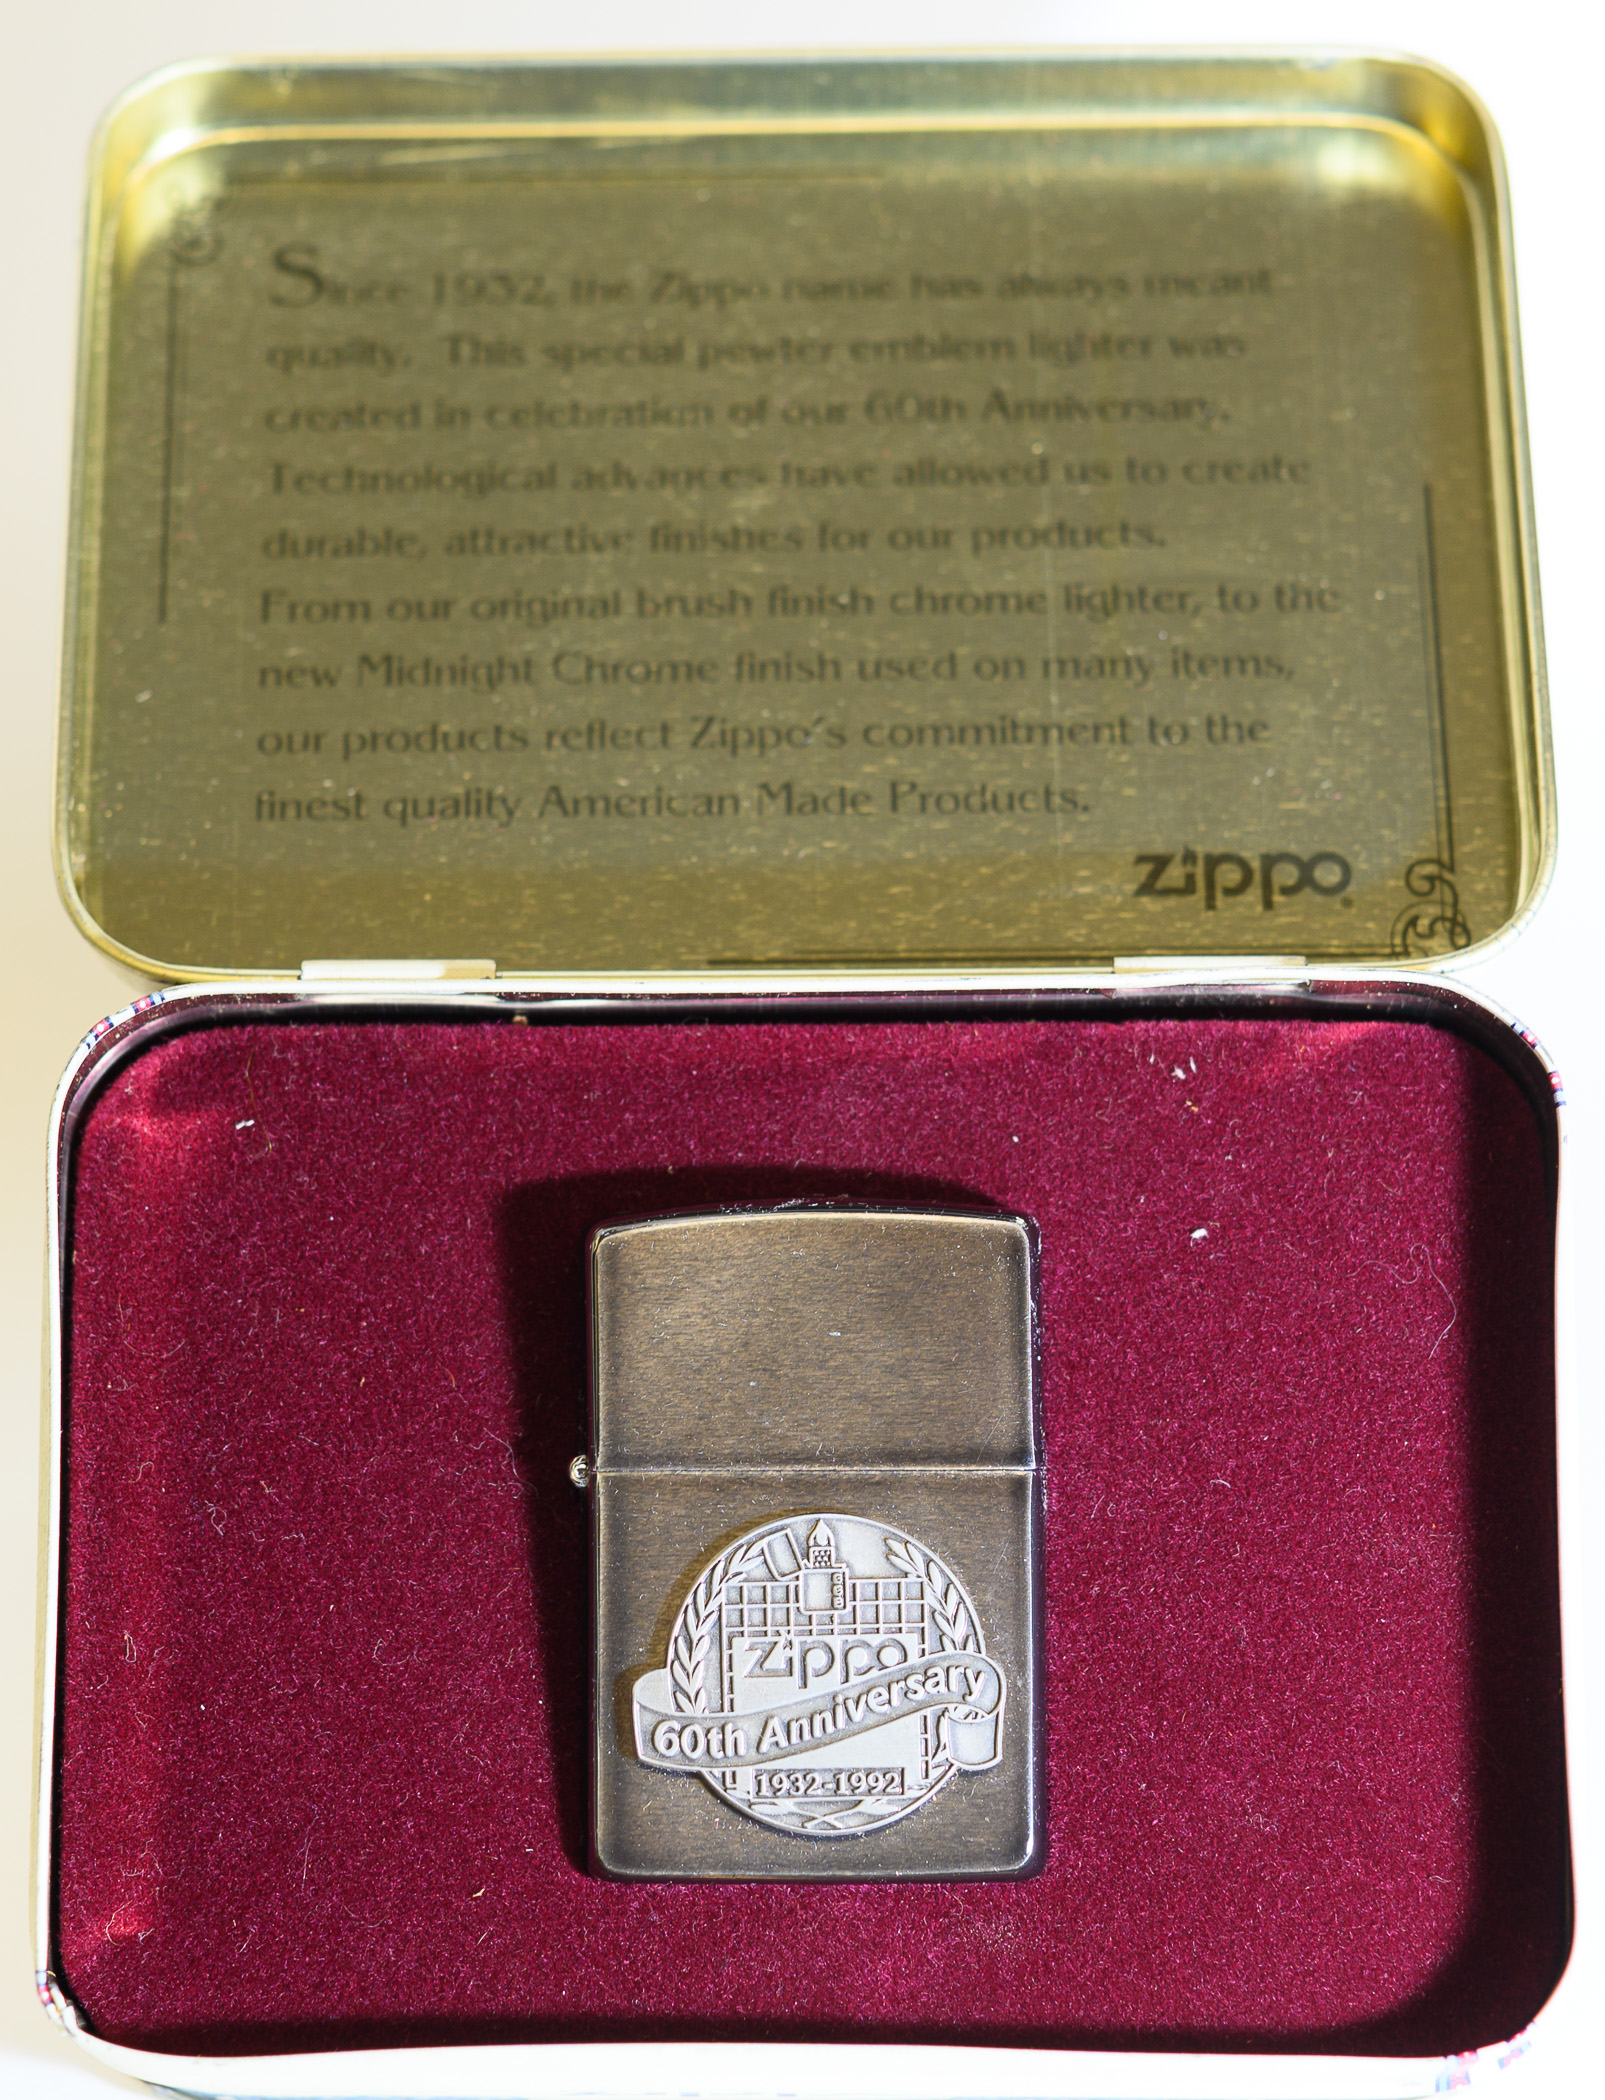 Since 1932, the Zippo name has always meant
quality. This special pewter emblem lighter was
created in celebration of our 60th Anniversary.
Technological advances have allowed us to create
durable, attractive finishes for our products.
From our original brush finish chrome lighter, to the
new Midnight Chrome finish used on many items,
our products reflect Zippo's commitment to the
finest quality American Made Products.
zippo
zippo
60th Anniversary
1932-1992